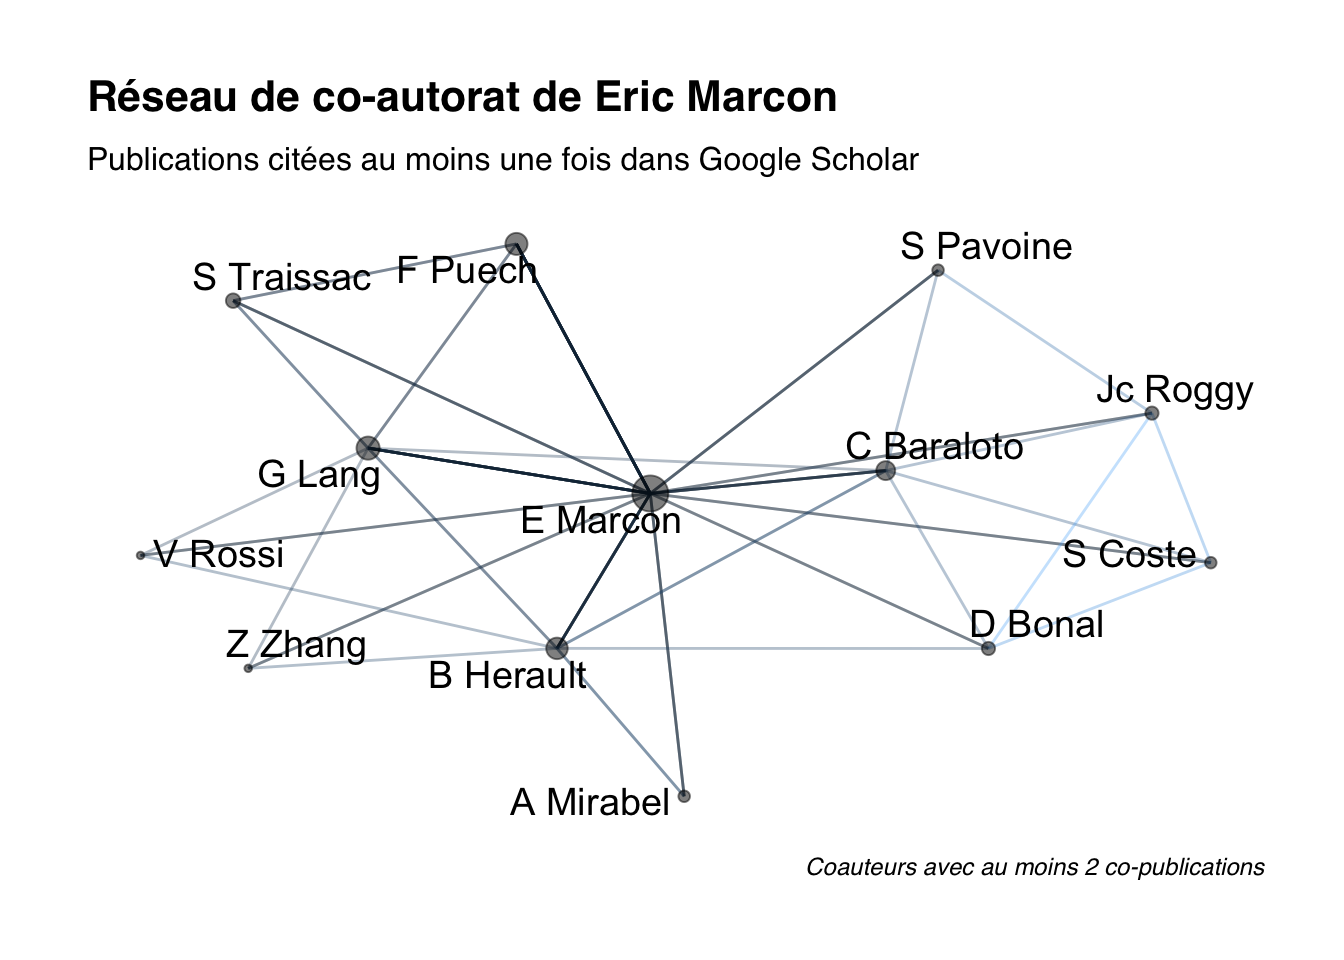 Réseau de co-autorat de Eric Marcon
Publications citées au moins une fois dans Google Scholar
S Pavoine
F Puech
S Traissac
Jc Roggy
C Baraloto
G Lang
E Marcon
V Rossi
S Coste
D Bonal
Z Zhang
B Herault
A Mirabel
Coauteurs avec au moins 2 co-publications